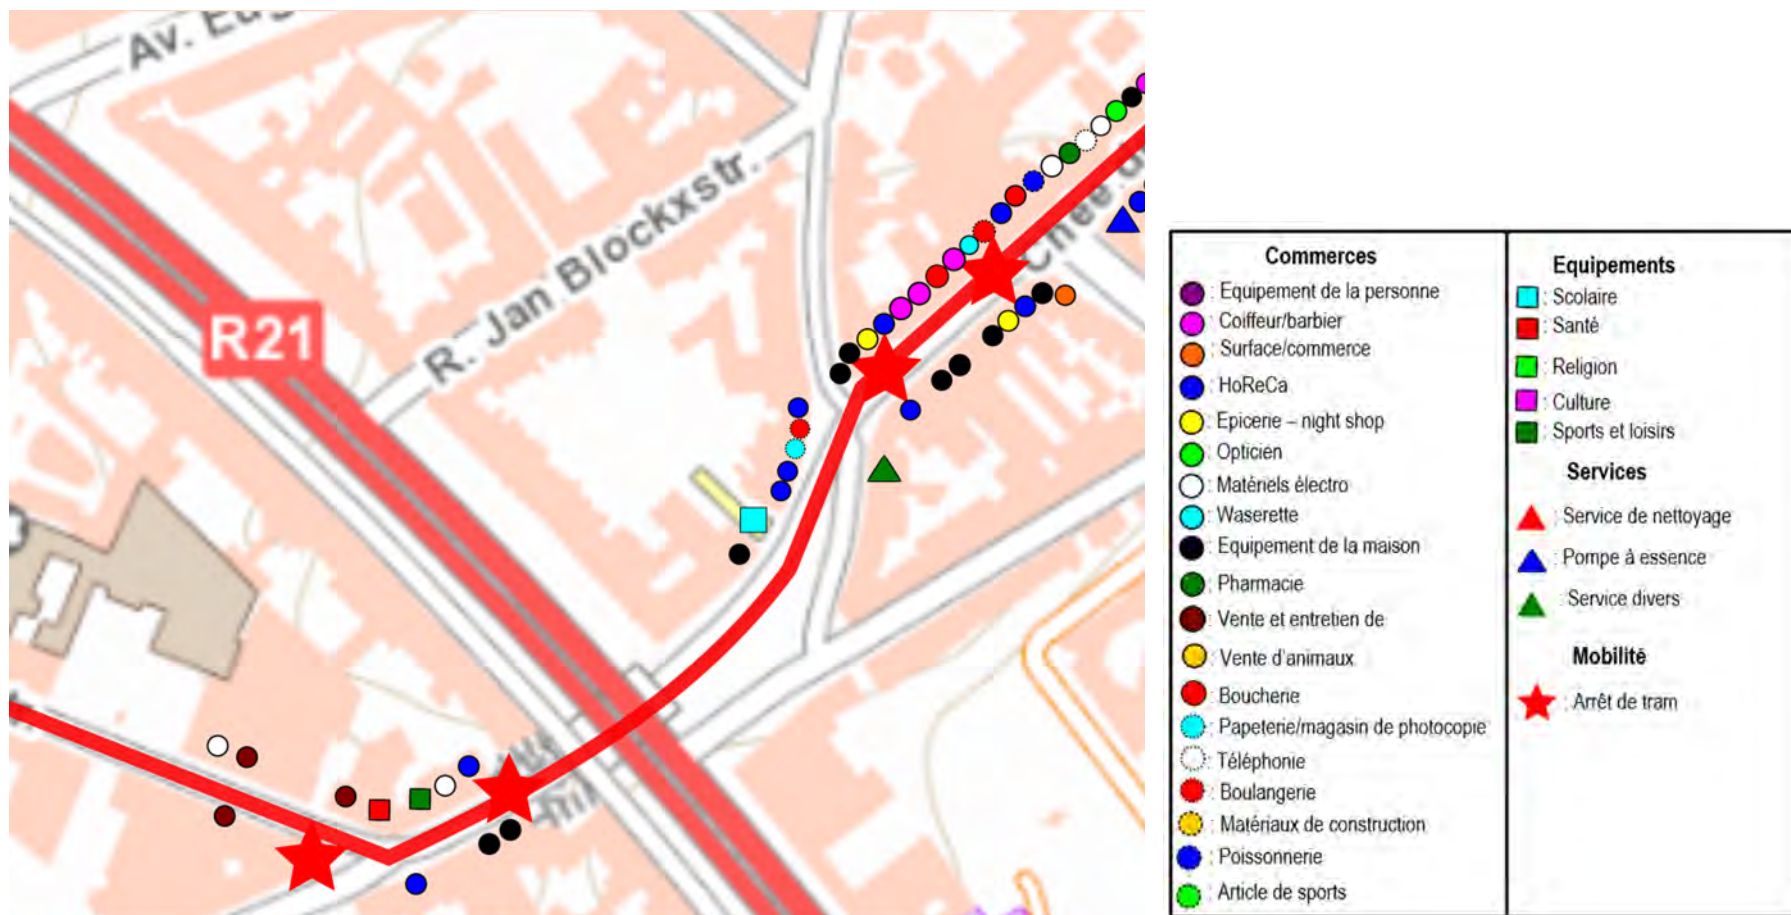 Av. Eug
R. Jan Blockxstr.
R21
Chée d
Commerces
: Equipement de la personne
: Coiffeur/barbier
: Surface/commerce
: HoReCa
: Epicerie – night shop
: Opticien
: Matériels électro
: Waserette
: Equipement de la maison
: Pharmacie
: Vente et entretien de
: Vente d'animaux
: Boucherie
: Papeterie/magasin de photocopie
: Téléphonie
: Boulangerie
: Matériaux de construction
: Poissonnerie
: Article de sports
Equipements
: Scolaire
: Santé
: Religion
: Culture
: Sports et loisirs
Services
: Service de nettoyage
: Pompe à essence
: Service divers
Mobilité
: Arrêt de tram